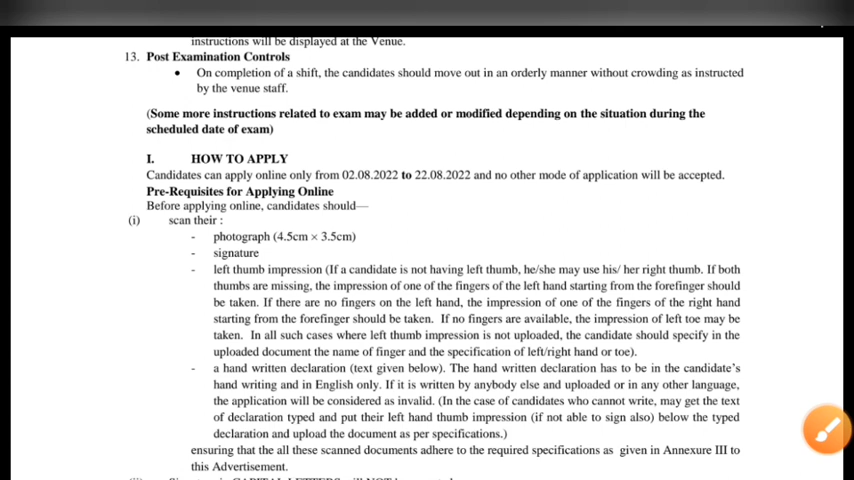 instructions will be displayed at the Venue.
13. Post Examination Controls
• On completion of a shift, the candidates should move out in an orderly manner without crowding as instructed
by the venue staff.
(Some more instructions related to exam may be added or modified depending on the situation during the
scheduled date of exam)
I. HOW TO APPLY
Candidates can apply online only from 02.08.2022 to 22.08.2022 and no other mode of application will be accepted.
Pre-Requisites for Applying Online
Before applying online, candidates should—
(i) scan their :
- photograph (4.5cm × 3.5cm)
- signature
- left thumb impression (If a candidate is not having left thumb, he/she may use his/ her right thumb. If both
thumbs are missing, the impression of one of the fingers of the left hand starting from the forefinger should
be taken. If there are no fingers on the left hand, the impression of one of the fingers of the right hand
starting from the forefinger should be taken. If no fingers are available, the impression of left toe may be
taken. In all such cases where left thumb impression is not uploaded, the candidate should specify in the
uploaded document the name of finger and the specification of left/right hand or toe).
- a hand written declaration (text given below). The hand written declaration has to be in the candidate's
hand writing and in English only. If it is written by anybody else and uploaded or in any other language,
the application will be considered as invalid. (In the case of candidates who cannot write, may get the text
of declaration typed and put their left hand thumb impression (if not able to sign also) below the typed
declaration and upload the document as per specifications.)
ensuring that the all these scanned documents adhere to the required specifications as given in Annexure III to
this Advertisement.